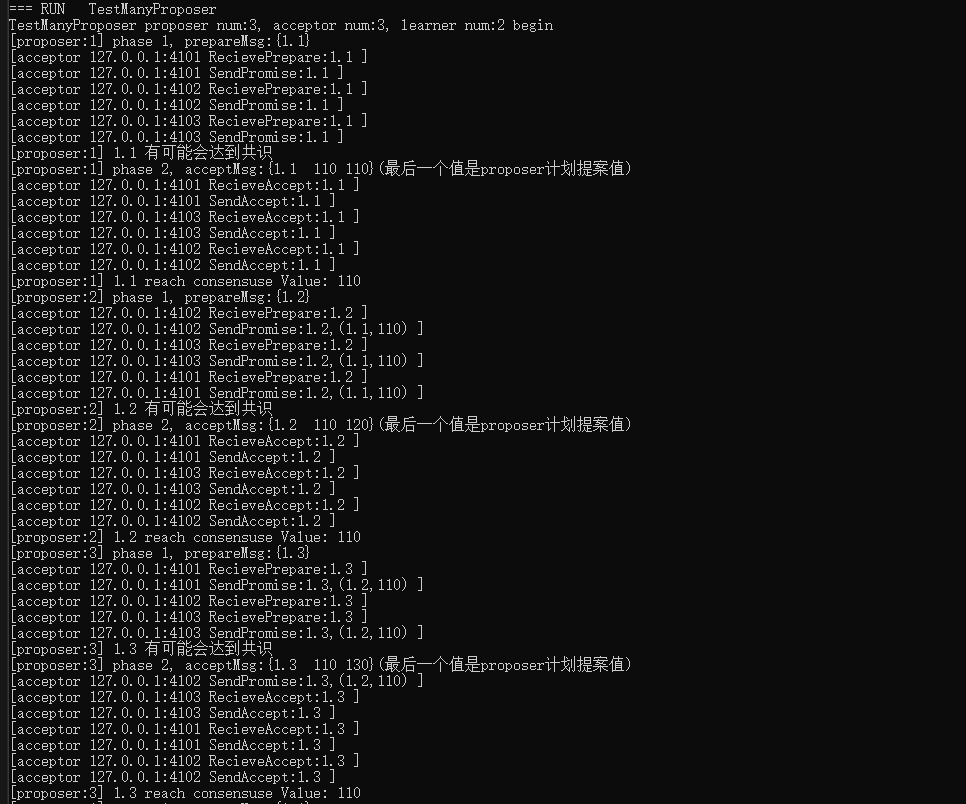 === RUN   TestManyProposer
TestManyProposer proposer num:3, acceptor num:3, learner num:2 begin
[proposer:1] phase 1, prepareMsg:{1.1}
[acceptor 127.0.0.1:4101 RecievePrepare:1.1 ]
[acceptor 127.0.0.1:4101 SendPromise:1.1 ]
[acceptor 127.0.0.1:4102 RecievePrepare:1.1 ]
[acceptor 127.0.0.1:4102 SendPromise:1.1 ]
[acceptor 127.0.0.1:4103 RecievePrepare:1.1 ]
[acceptor 127.0.0.1:4103 SendPromise:1.1 ]
[proposer:1] 1.1 有可能会达到共识
[proposer:1] phase 2, acceptMsg:{1.1  110 110}(最后一个值是proposer计划提案值)
[acceptor 127.0.0.1:4101 RecieveAccept:1.1 ]
[acceptor 127.0.0.1:4101 SendAccept:1.1 ]
[acceptor 127.0.0.1:4103 RecieveAccept:1.1 ]
[acceptor 127.0.0.1:4103 SendAccept:1.1 ]
[acceptor 127.0.0.1:4102 RecieveAccept:1.1 ]
[acceptor 127.0.0.1:4102 SendAccept:1.1 ]
[proposer:1] 1.1 reach consensuse Value: 110
[proposer:2] phase 1, prepareMsg:{1.2}
[acceptor 127.0.0.1:4102 RecievePrepare:1.2 ]
[acceptor 127.0.0.1:4102 SendPromise:1.2,(1.1,110) ]
[acceptor 127.0.0.1:4103 RecievePrepare:1.2 ]
[acceptor 127.0.0.1:4103 SendPromise:1.2,(1.1,110) ]
[acceptor 127.0.0.1:4101 RecievePrepare:1.2 ]
[acceptor 127.0.0.1:4101 SendPromise:1.2,(1.1,110) ]
[proposer:2] 1.2 有可能会达到共识
[proposer:2] phase 2, acceptMsg:{1.2  110 120}(最后一个值是proposer计划提案值)
[acceptor 127.0.0.1:4101 RecieveAccept:1.2 ]
[acceptor 127.0.0.1:4101 SendAccept:1.2 ]
[acceptor 127.0.0.1:4103 RecieveAccept:1.2 ]
[acceptor 127.0.0.1:4103 SendAccept:1.2 ]
[acceptor 127.0.0.1:4102 RecieveAccept:1.2 ]
[acceptor 127.0.0.1:4102 SendAccept:1.2 ]
[proposer:2] 1.2 reach consensuse Value: 110
[proposer:3] phase 1, prepareMsg:{1.3}
[acceptor 127.0.0.1:4101 RecievePrepare:1.3 ]
[acceptor 127.0.0.1:4101 SendPromise:1.3,(1.2,110) ]
[acceptor 127.0.0.1:4102 RecievePrepare:1.3 ]
[acceptor 127.0.0.1:4103 RecievePrepare:1.3 ]
[acceptor 127.0.0.1:4103 SendPromise:1.3,(1.2,110) ]
[proposer:3] 1.3 有可能会达到共识
[proposer:3] phase 2, acceptMsg:{1.3  110 130}(最后一个值是proposer计划提案值)
[acceptor 127.0.0.1:4102 SendPromise:1.3,(1.2,110) ]
[acceptor 127.0.0.1:4103 RecieveAccept:1.3 ]
[acceptor 127.0.0.1:4103 SendAccept:1.3 ]
[acceptor 127.0.0.1:4101 RecieveAccept:1.3 ]
[acceptor 127.0.0.1:4101 SendAccept:1.3 ]
[acceptor 127.0.0.1:4102 RecieveAccept:1.3 ]
[acceptor 127.0.0.1:4102 SendAccept:1.3 ]
[proposer:3] 1.3 reach consensuse Value: 110